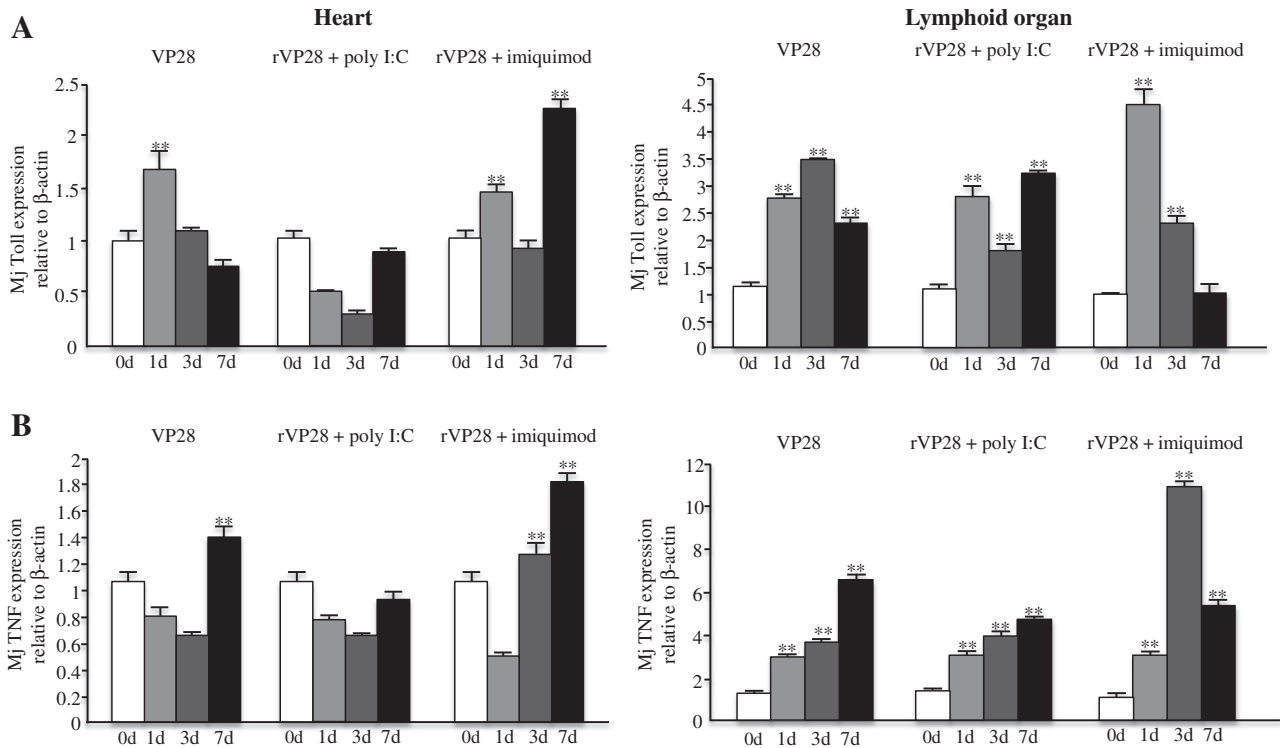 Heart
Lymphoid organ
A
VP28
rVP28 + poly I:C
rVP28 + imiquimod
Mj Toll expression
relative to β-actin
2.5
2
1.5
1
0.5
0
**
**
**
0d 1d 3d 7d
0d 1d 3d 7d
0d 1d 3d 7d
VP28
rVP28 + poly I:C
rVP28 + imiquimod
Mj Toll expression
relative to β-actin
5
4.5
4
3.5
3
2.5
2
1.5
1
0.5
0
**
**
**
**
**
**
**
**
0d 1d 3d 7d
0d 1d 3d 7d
0d 1d 3d 7d
B
VP28
rVP28 + poly I:C
rVP28 + imiquimod
Mj TNF expression
relative to β-actin
2
1.8
1.6
1.4
1.2
1
0.8
0.6
0.4
0.2
0
**
**
**
0d 1d 3d 7d
0d 1d 3d 7d
0d 1d 3d 7d
VP28
rVP28 + poly I:C
rVP28 + imiquimod
Mj TNF expression
relative to β-actin
12
10
8
6
4
2
0
**
**
**
**
**
**
**
**
**
0d 1d 3d 7d
0d 1d 3d 7d
0d 1d 3d 7d